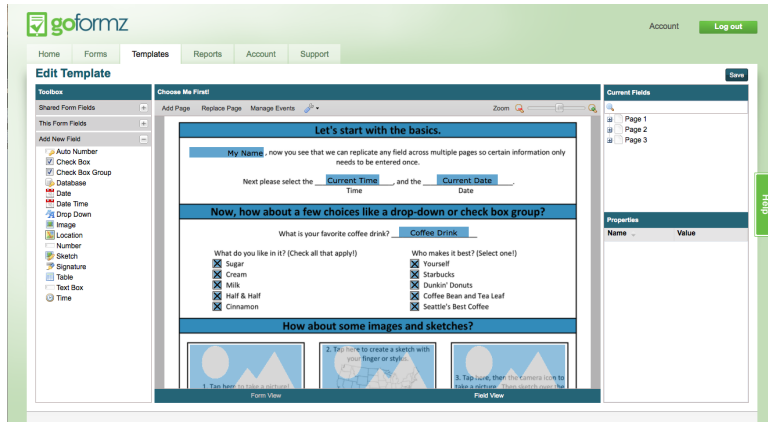 goformz
Account
Log out
Home Forms Templates Reports Account Support
Edit Template
Save
Toolbox
Shared Form Fields
This Form Fields
Add New Field
Auto Number
Check Box
Check Box Group
Database
Date
Date Time
Drop Down
Image
Location
Number
Sketch
Signature
Table
Text Box
Time
Choose Me First!
Add Page Replace Page Manage Events
Zoom
Let's start with the basics.
My Name , now you see that we can replicate any field across multiple pages so certain information only
needs to be entered once.
Next please select the Current Time , and the Current Date .
Time Date
Now, how about a few choices like a drop-down or check box group?
What is your favorite coffee drink? Coffee Drink
What do you like in it? (Check all that apply!)
Sugar
Cream
Milk
Half & Half
Cinnamon
Who makes it best? (Select one!)
Yourself
Starbucks
Dunkin' Donuts
Coffee Bean and Tea Leaf
Seattle's Best Coffee
How about some images and sketches?
1. Tap here to take a picture!
2. Tap here to create a sketch with
your finger or stylus.
3. Tap here, then the camera icon to
take a picture. Then sketch over the
Form View
Field View
Current Fields
Page 1
Page 2
Page 3
Properties
Name Value
Help